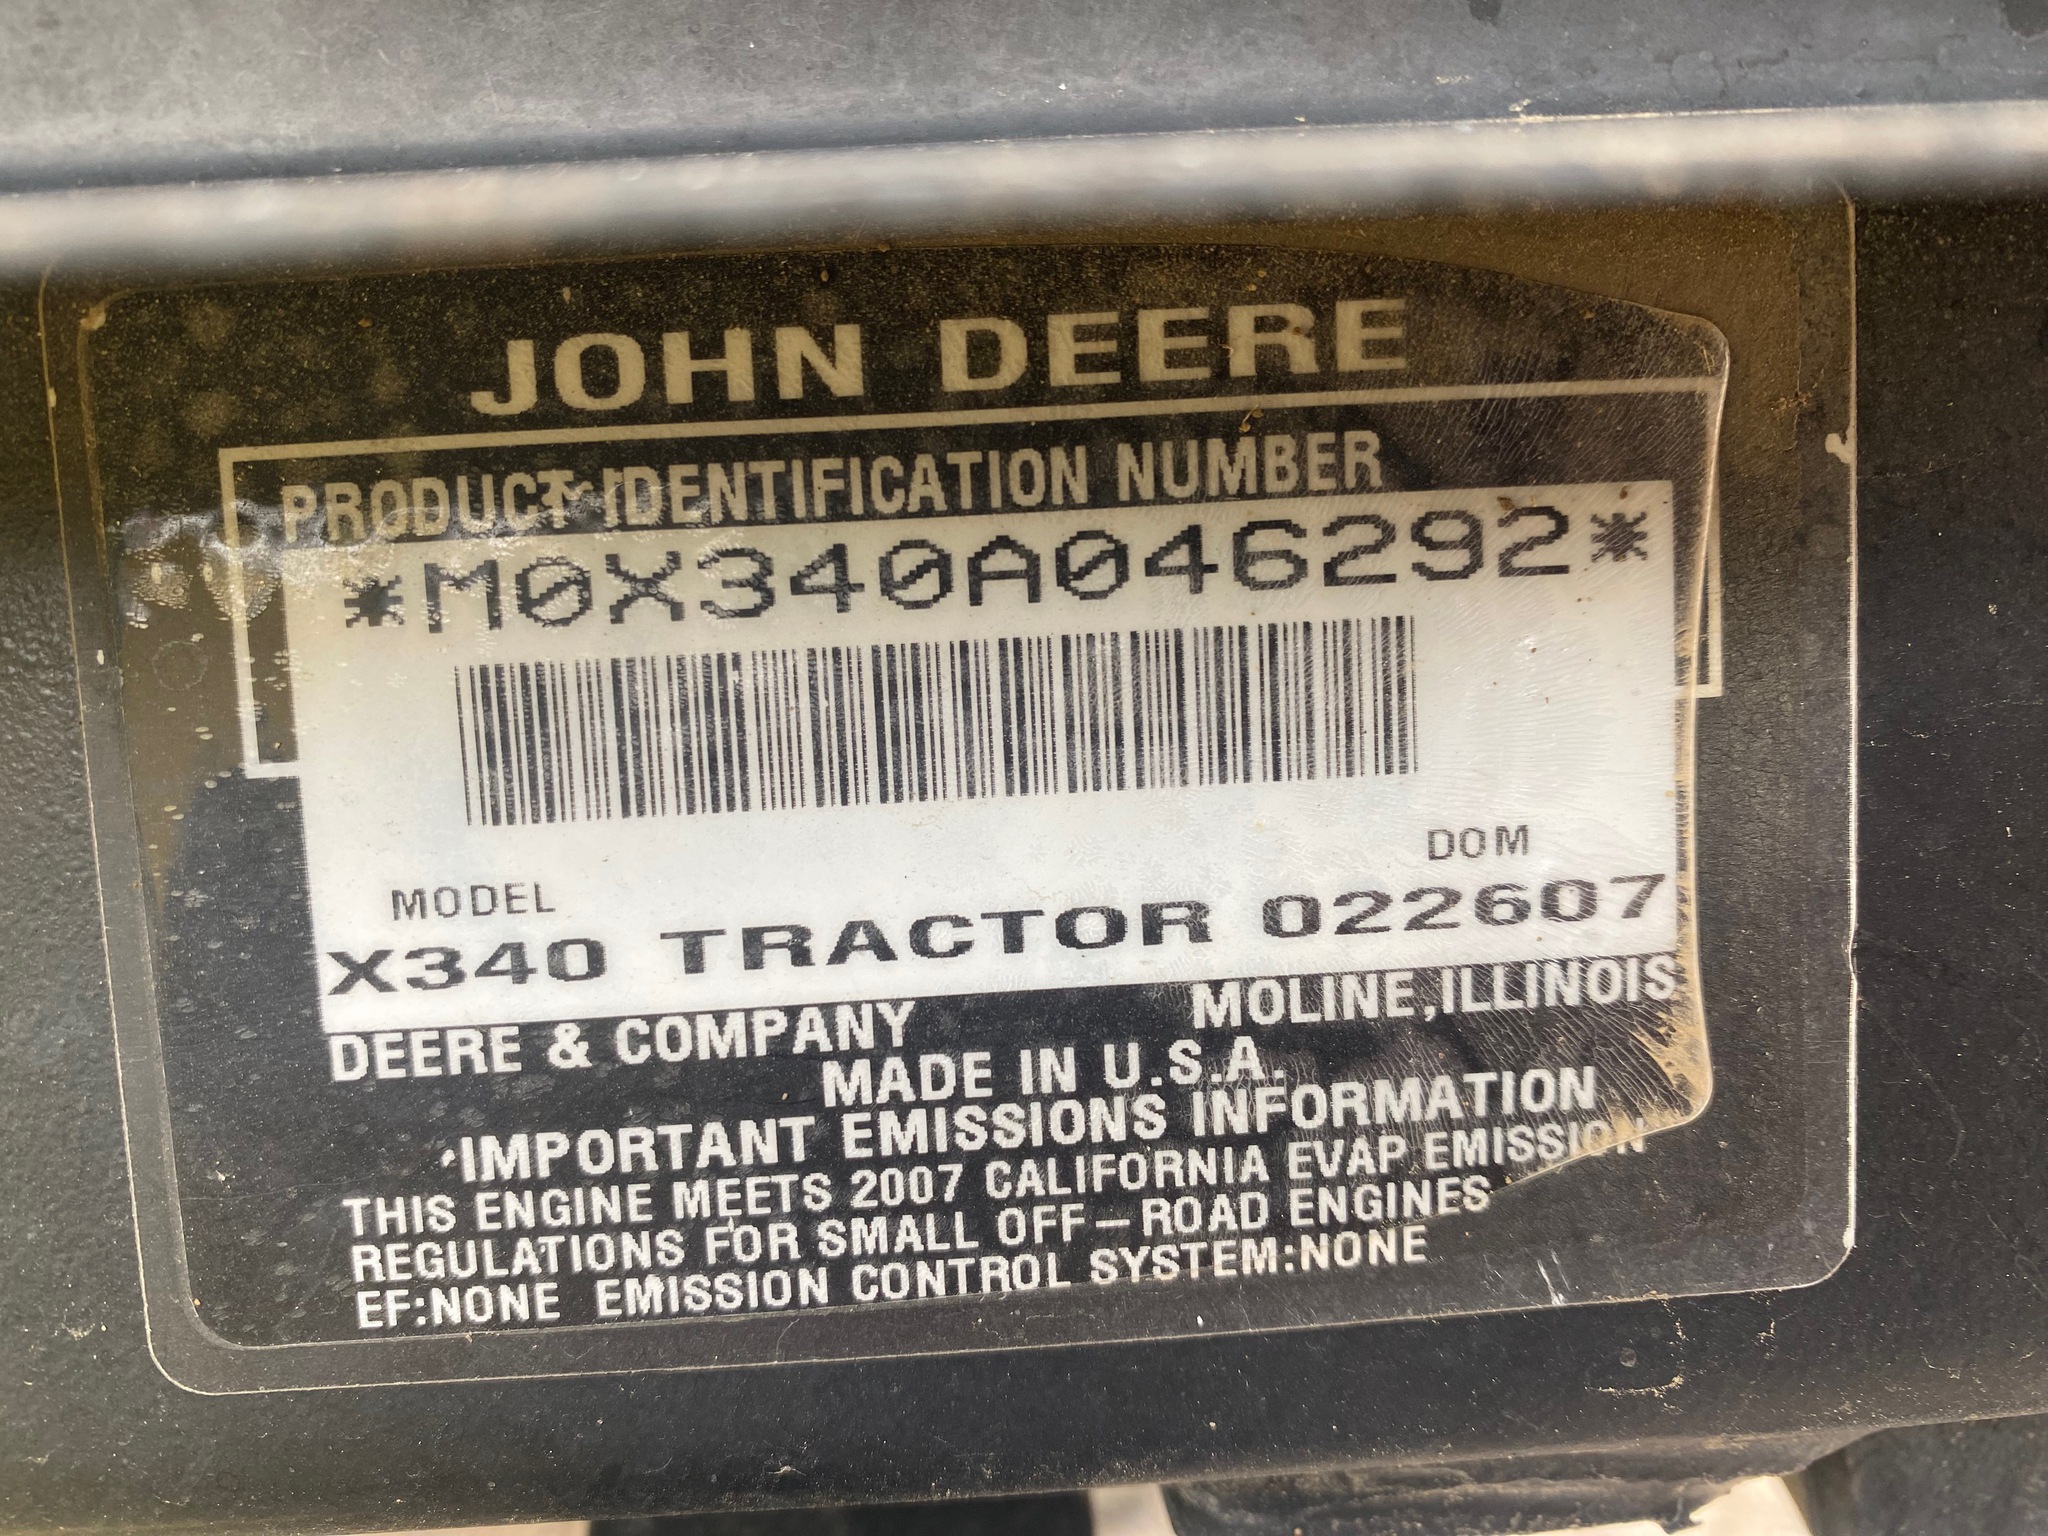 JOHN DEERE
PRODUCT IDENTIFICATION NUMBER
*M0X340A046292*
MODEL DOM
X340 TRACTOR 022607
DEERE & COMPANY MOLINE,ILLINOIS
MADE IN U.S.A.
IMPORTANT EMISSIONS INFORMATION
THIS ENGINE MEETS 2007 CALIFORNIA EVAP EMISSION
REGULATIONS FOR SMALL OFF-ROAD ENGINES
EF:NONE EMISSION CONTROL SYSTEM:NONE